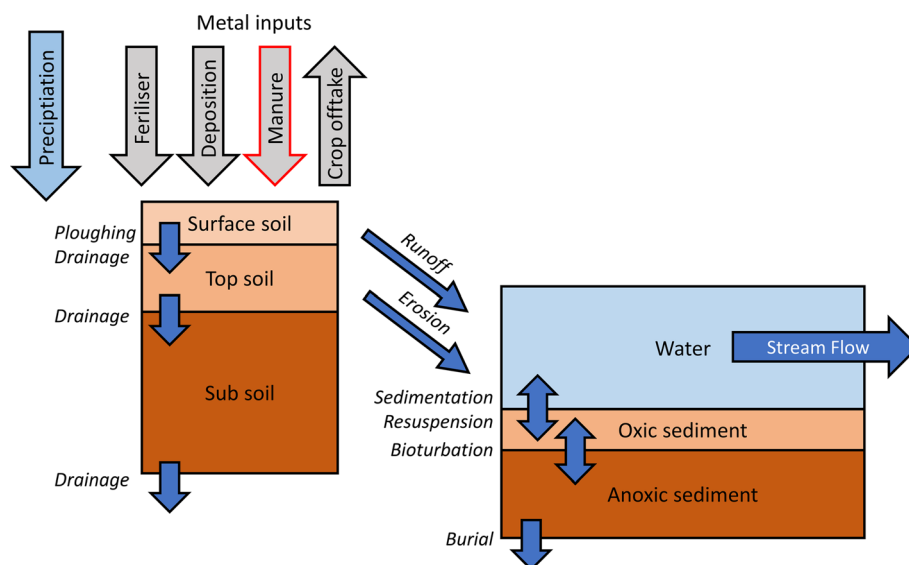 Metal inputs
Preciptiation
Feriliser
Deposition
Manure
Crop offtake
Surface soil
Ploughing
Drainage
Top soil
Drainage
Sub soil
Drainage
Runoff
Erosion
Water
Stream Flow
Sedimentation
Resuspension
Oxic sediment
Bioturbation
Anoxic sediment
Burial